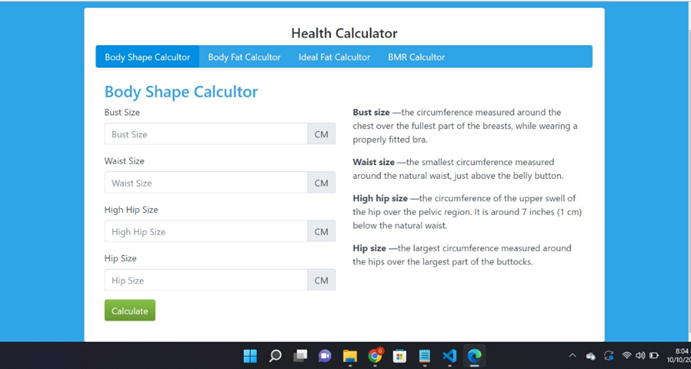 Health Calculator
Body Shape Calcultor Body Fat Calcultor Ideal Fat Calcultor BMR Calcultor
Body Shape Calcultor
Bust Size
Bust Size CM
Waist Size
Waist Size CM
High Hip Size
High Hip Size CM
Hip Size
Hip Size CM
Calculate
Bust size —the circumference measured around the
chest over the fullest part of the breasts, while wearing a
properly fitted bra.
Waist size —the smallest circumference measured
around the natural waist, just above the belly button.
High hip size —the circumference of the upper swell of
the hip over the pelvic region. It is around 7 inches (1 cm)
below the natural waist.
Hip size —the largest circumference measured around
the hips over the largest part of the buttocks.
8:04
10/10/20